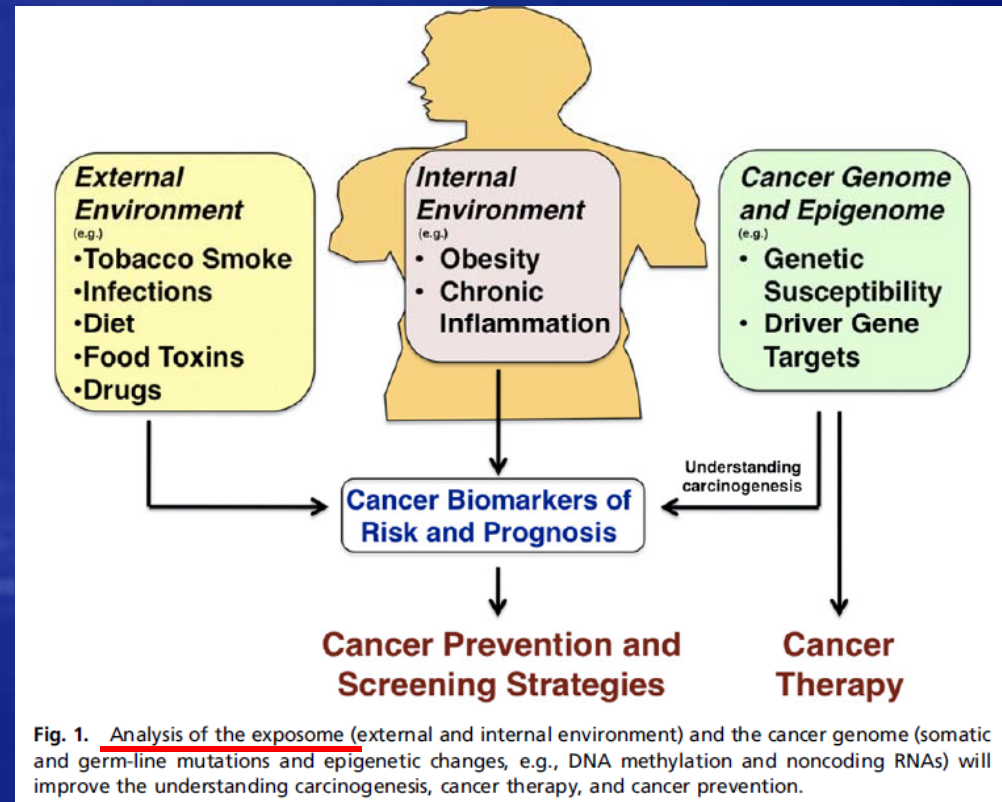 External
Environment
(e.g.)
•Tobacco Smoke
•Infections
•Diet
•Food Toxins
•Drugs
Internal
Environment
(e.g.)
• Obesity
• Chronic
Inflammation
Cancer Genome
and Epigenome
(e.g.)
• Genetic
Susceptibility
• Driver Gene
Targets
Understanding
carcinogenesis
Cancer Biomarkers of
Risk and Prognosis
Cancer Prevention and
Screening Strategies
Cancer
Therapy
Fig. 1. Analysis of the exposome (external and internal environment) and the cancer genome (somatic
and germ-line mutations and epigenetic changes, e.g., DNA methylation and noncoding RNAs) will
improve the understanding carcinogenesis, cancer therapy, and cancer prevention.